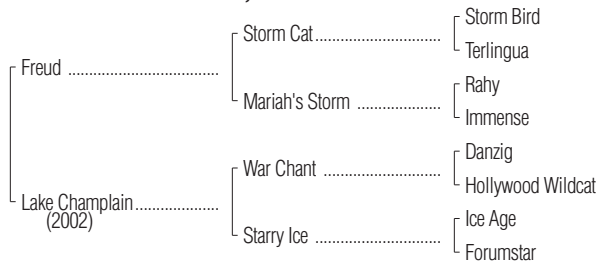 Storm Bird
Storm Cat....................
Terlingua
Freud ....................................
Rahy
Mariah's Storm ....................
Immense
Danzig
War Chant ............................
Hollywood Wildcat
Lake Champlain....................
(2002)
Ice Age
Starry Ice ..............................
Forumstar